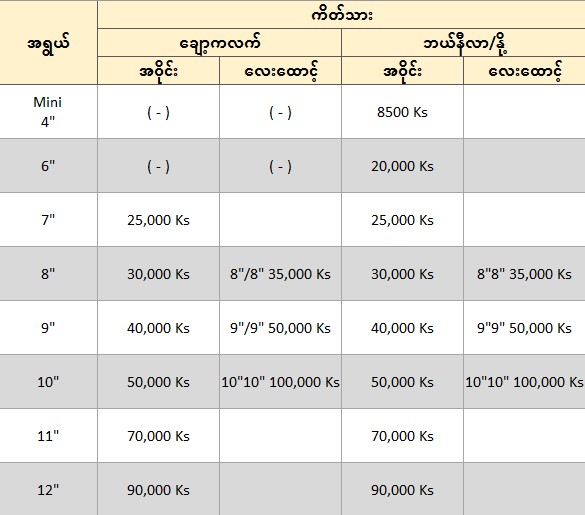 ကိတ်သား
အရွယ် ချော့ကလက် ဘယ်နီလာ/နို့
အဝိုင်း လေးထောင့် အဝိုင်း လေးထောင့်
Mini
4" ( - ) ( - ) 8500 Ks
6" ( - ) ( - ) 20,000 Ks
7" 25,000 Ks 25,000 Ks
8" 30,000 Ks 8"/8" 35,000 Ks 30,000 Ks 8"8" 35,000 Ks
9" 40,000 Ks 9"/9" 50,000 Ks 40,000 Ks 9"9" 50,000 Ks
10" 50,000 Ks 10"10" 100,000 Ks 50,000 Ks 10"10" 100,000 Ks
11" 70,000 Ks 70,000 Ks
12" 90,000 Ks 90,000 Ks